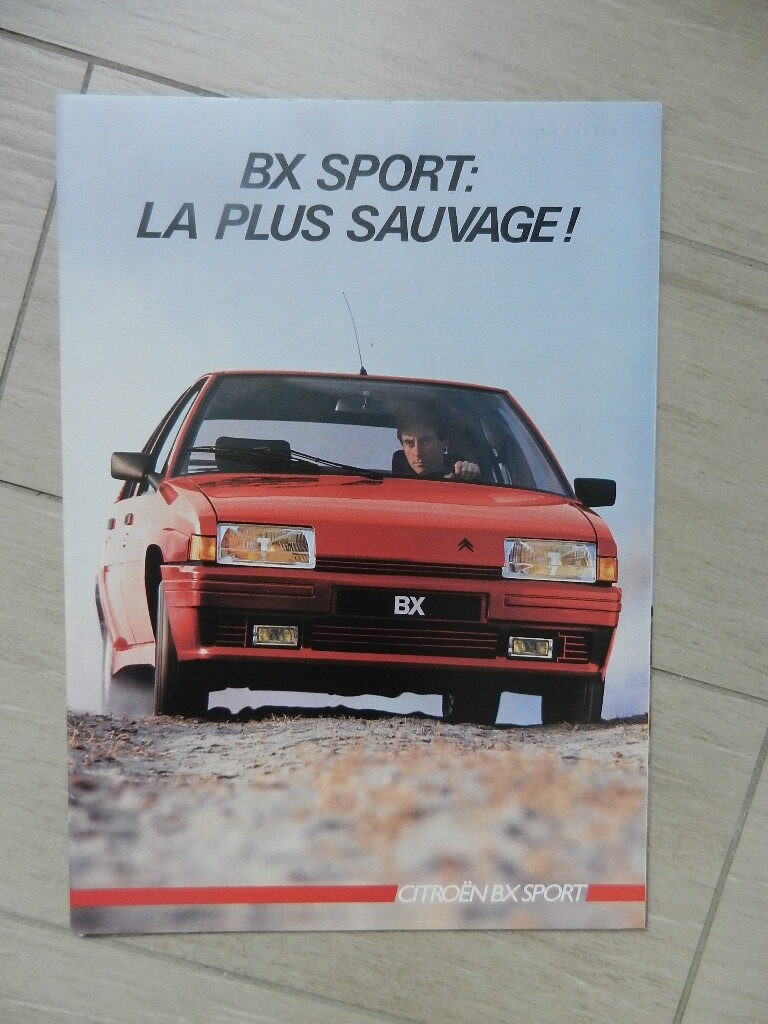 BX SPORT:
LA PLUS SAUVAGE!
BX
CITROËN BX SPORT